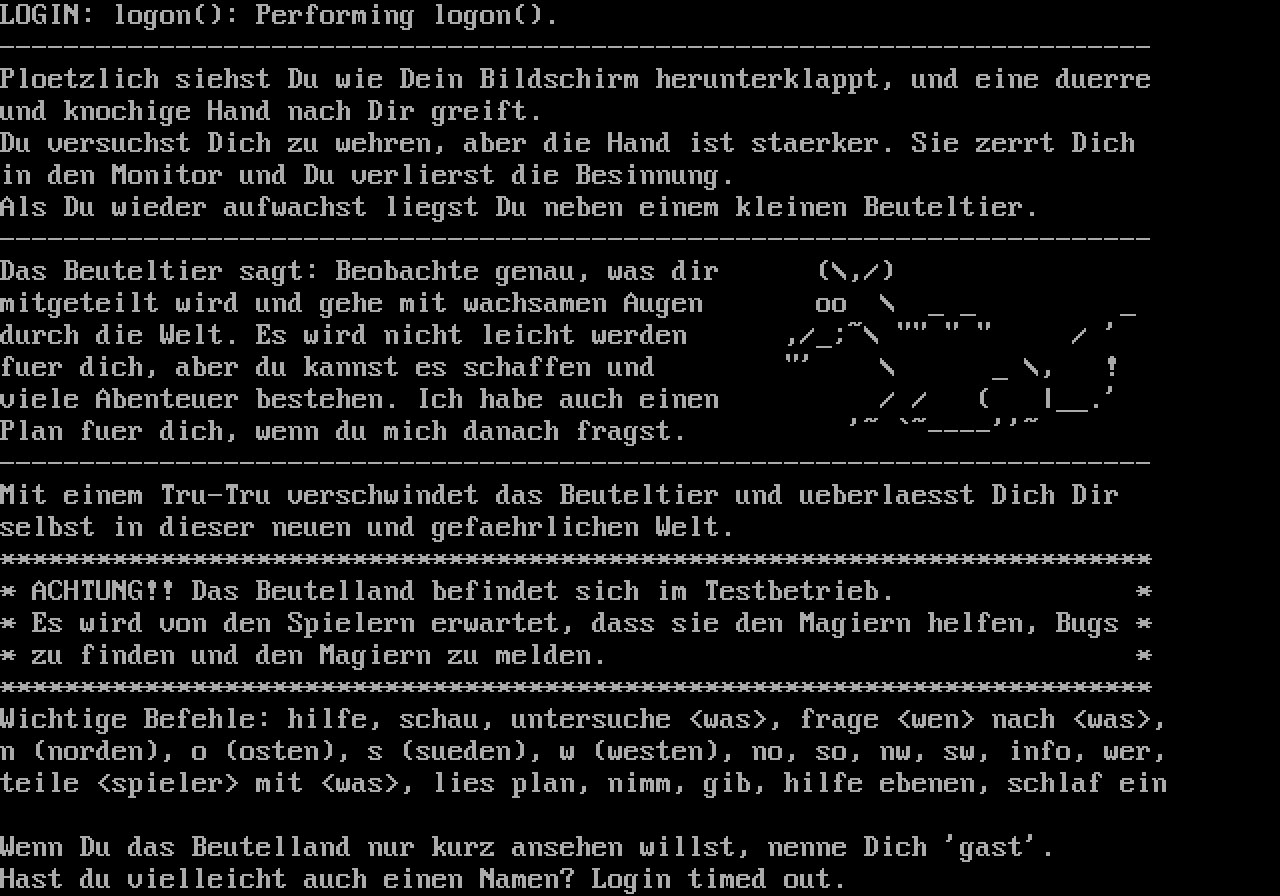 LOGIN: logon(): Performing logon().
------------------------------------------------------------------------
Ploetzlich siehst Du wie Dein Bildschirm herunterklappt, und eine duerre
und knochige Hand nach Dir greift.
Du versuchst Dich zu wehren, aber die Hand ist staerker. Sie zerrt Dich
in den Monitor und Du verlierst die Besinnung.
Als Du wieder aufwachst liegst Du neben einem kleinen Beuteltier.
------------------------------------------------------------------------
Das Beuteltier sagt: Beobachte genau, was dir      (\,/)
mitgeteilt wird und gehe mit wachsamen Augen       oo  \   _ _         _
durch die Welt. Es wird nicht leicht werden      ,/_;~\ "" " "     / '
fuer dich, aber du kannst es schaffen und        "'    \      _ \,   !
viele Abenteuer bestehen. Ich habe auch einen          / /   (   |__.'
Plan fuer dich, wenn du mich danach fragst.          '~ `~____,,~
------------------------------------------------------------------------
Mit einem Tru-Tru verschwindet das Beuteltier und ueberlaesst Dich Dir
selbst in dieser neuen und gefaehrlichen Welt.
************************************************************************
* ACHTUNG!! Das Beutelland befindet sich im Testbetrieb.               *
* Es wird von den Spielern erwartet, dass sie den Magiern helfen, Bugs *
* zu finden und den Magiern zu melden.                                 *
************************************************************************
Wichtige Befehle: hilfe, schau, untersuche <was>, frage <wen> nach <was>,
n (norden), o (osten), s (sueden), w (westen), no, so, nw, sw, info, wer,
teile <spieler> mit <was>, lies plan, nimm, gib, hilfe ebenen, schlaf ein
Wenn Du das Beutelland nur kurz ansehen willst, nenne Dich 'gast'.
Hast du vielleicht auch einen Namen? Login timed out.